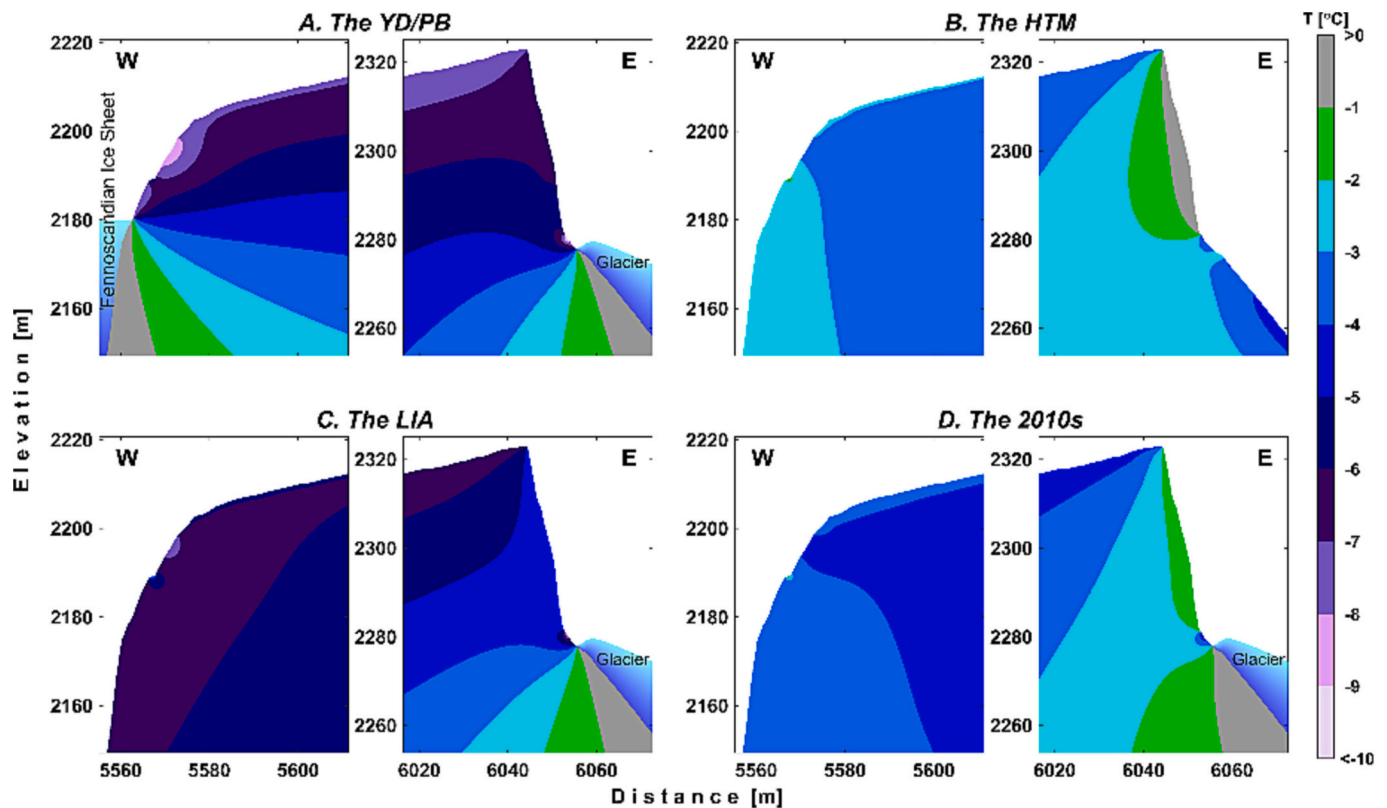 A. The YD/PB
B. The HTM
T [°C]
2220
2200
2180
2160
W
Fennoscandian Ice Sheet
2320
2300
2280
2260
E
Glacier
2220
2200
2180
2160
W
2320
2300
2280
2260
E
>0
-1
-2
-3
-4
-5
-6
-7
-8
-9
<-10
Elevation [m]
C. The LIA
D. The 2010s
2220
2200
2180
2160
W
2320
2300
2280
2260
E
Glacier
2220
2200
2180
2160
W
2320
2300
2280
2260
E
Glacier
5560 5580 5600 6020 6040 6060 5560 5580 5600 6020 6040 6060
Distance [m]